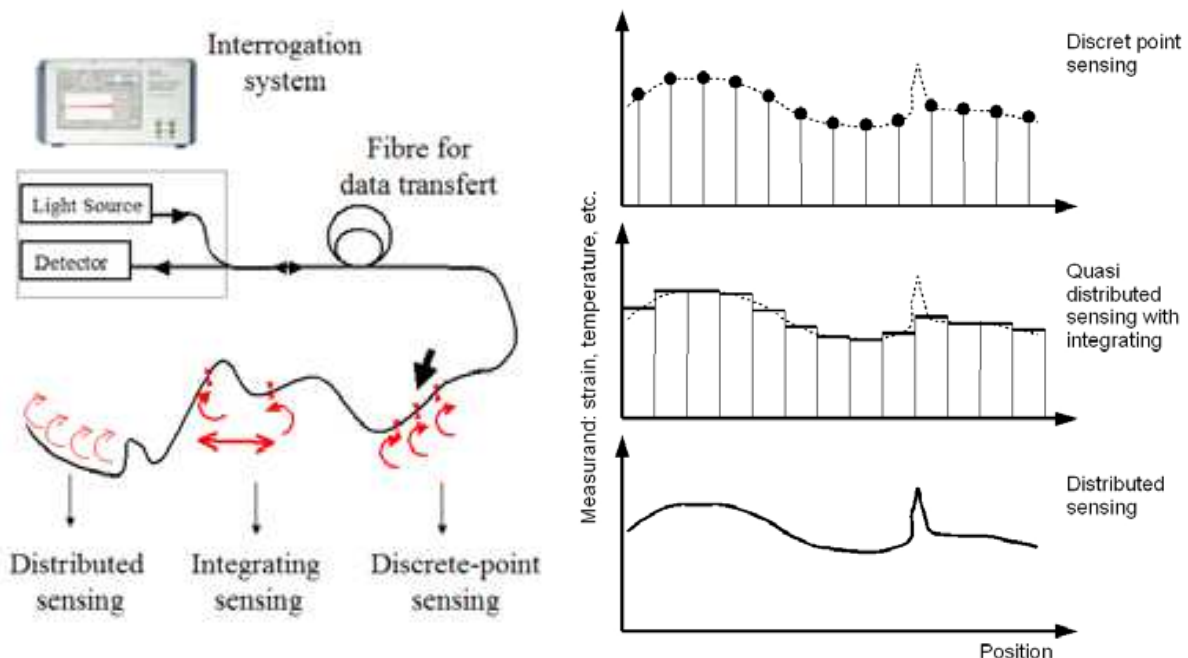 Interrogation
system
Fibre for
data transfert
Light Source
Detector
Distributed
sensing
Integrating
sensing
Discrete-point
sensing
Measurand: strain, temperature, etc.
Discret point
sensing
Quasi
distributed
sensing with
integrating
Distributed
sensing
Position